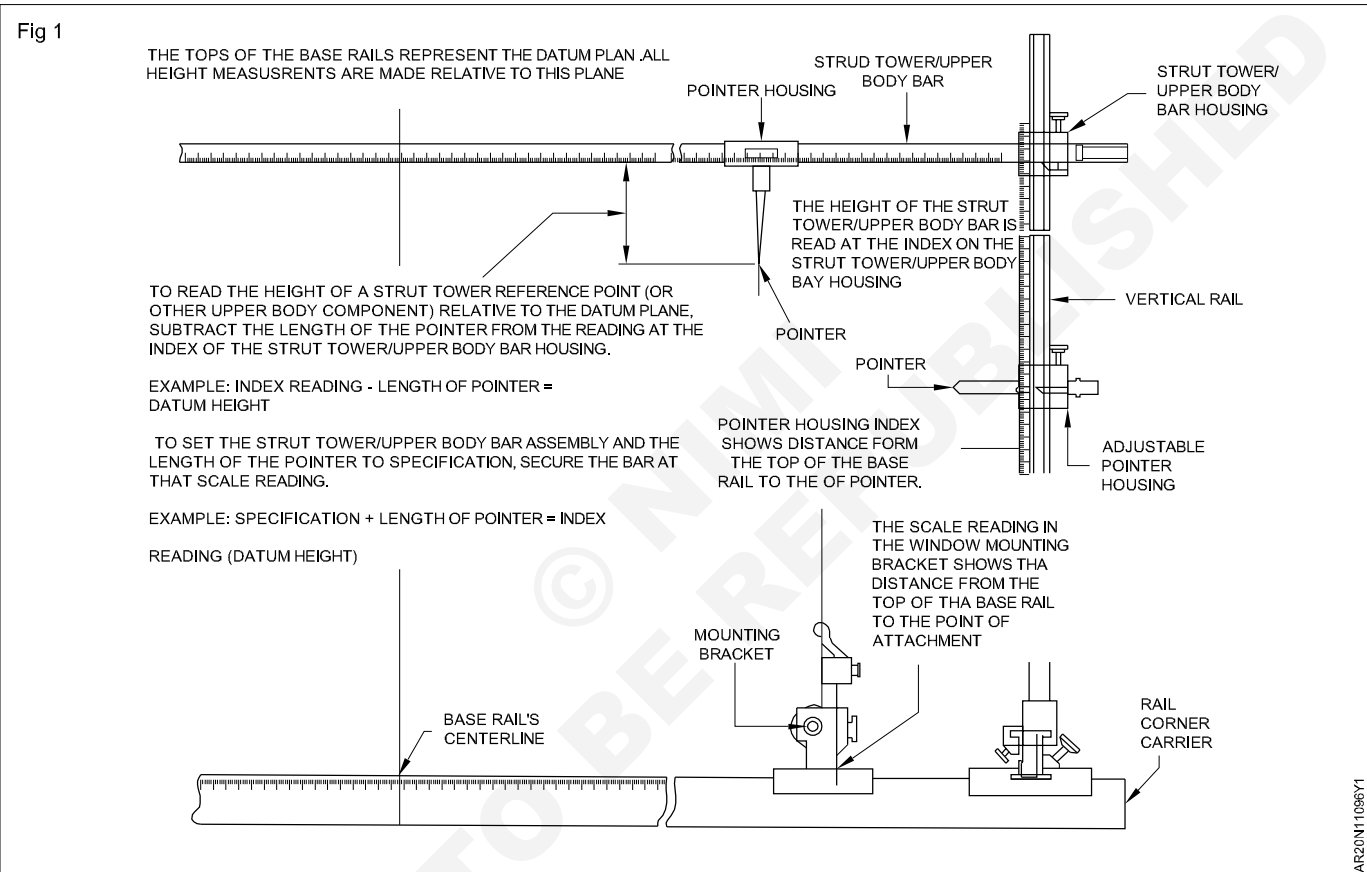 Fig 1
THE TOPS OF THE BASE RAILS REPRESENT THE DATUM PLAN .ALL
HEIGHT MEASUSRENTS ARE MADE RELATIVE TO THIS PLANE
POINTER HOUSING
STRUD TOWER/UPPER
BODY BAR
STRUT TOWER/
UPPER BODY
BAR HOUSING
THE HEIGHT OF THE STRUT
TOWER/UPPER BODY BAR IS
READ AT THE INDEX ON THE
STRUT TOWER/UPPER BODY
BAY HOUSING
TO READ THE HEIGHT OF A STRUT TOWER REFERENCE POINT (OR
OTHER UPPER BODY COMPONENT) RELATIVE TO THE DATUM PLANE,
SUBTRACT THE LENGTH OF THE POINTER FROM THE READING AT THE
INDEX OF THE STRUT TOWER/UPPER BODY BAR HOUSING.
POINTER
VERTICAL RAIL
POINTER
EXAMPLE: INDEX READING - LENGTH OF POINTER =
DATUM HEIGHT
TO SET THE STRUT TOWER/UPPER BODY BAR ASSEMBLY AND THE
LENGTH OF THE POINTER TO SPECIFICATION, SECURE THE BAR AT
THAT SCALE READING.
POINTER HOUSING INDEX
SHOWS DISTANCE FORM
THE TOP OF THE BASE
RAIL TO THE OF POINTER.
ADJUSTABLE
POINTER
HOUSING
EXAMPLE: SPECIFICATION + LENGTH OF POINTER = INDEX
READING (DATUM HEIGHT)
THE SCALE READING IN
THE WINDOW MOUNTING
BRACKET SHOWS THA
DISTANCE FROM THE
TOP OF THA BASE RAIL
TO THE POINT OF
ATTACHMENT
MOUNTING
BRACKET
BASE RAIL'S
CENTERLINE
RAIL
CORNER
CARRIER
AR20N11096Y1
© NIMI
TO BE REPUBLISHED